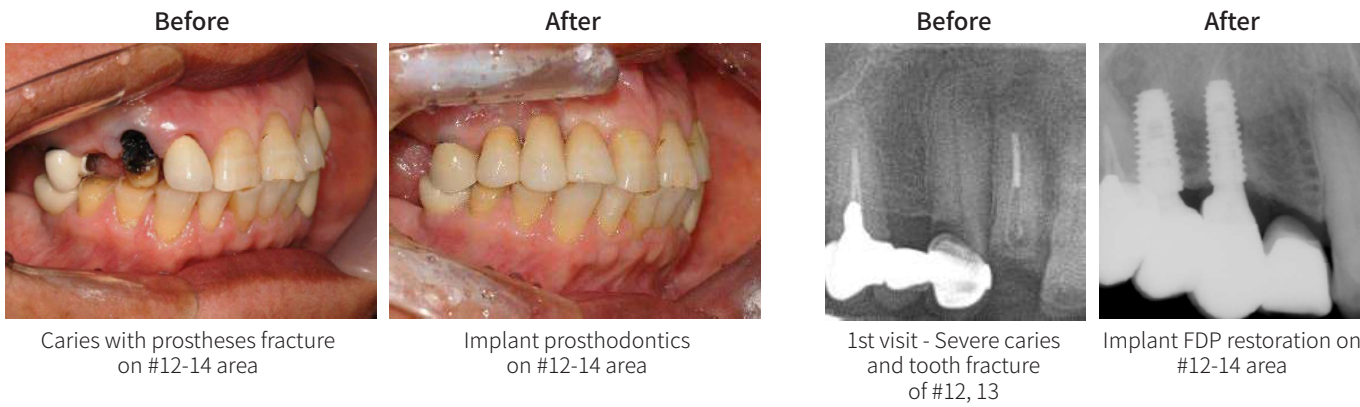 Before
After
Before
After
Caries with prostheses fracture
on #12-14 area
Implant prosthodontics
on #12-14 area
1st visit - Severe caries
and tooth fracture
of #12, 13
Implant FDP restoration on
#12-14 area